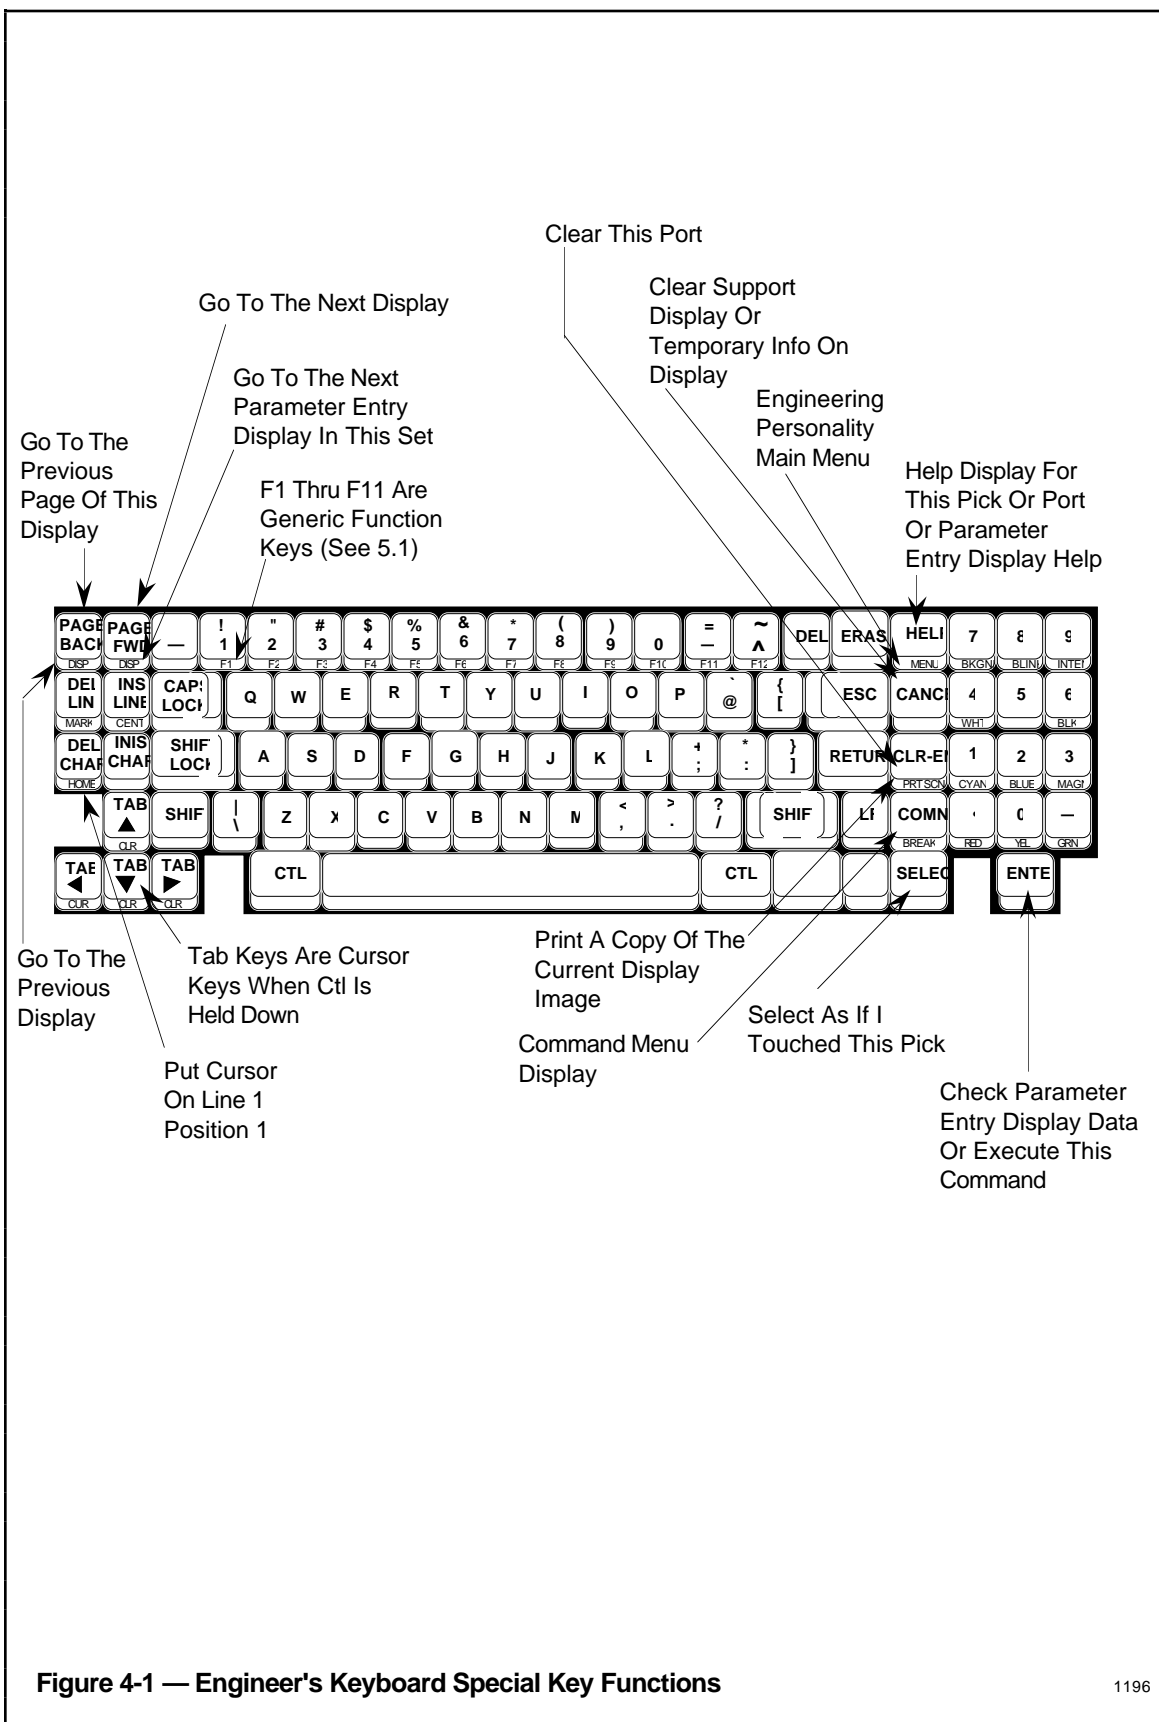 Clear This Port
Clear Support
Display Or
Temporary Info On
Display
Go To The Next Display
Go To The Next
Parameter Entry
Display In This Set
Engineering
Personality
Main Menu
Go To The
Previous
Page Of This
Display
F1 Thru F11 Are
Generic Function
Keys (See 5.1)
Help Display For
This Pick Or Port
Or Parameter
Entry Display Help
PAGE PAGE ! " # $ % & * ( ) = ~
BACK FWD — 1 2 3 4 5 6 7 8 9 0 — ^ DEL ERAS HELI 7 8 9
DISP DISP F1 F2 F3 F4 F5 F6 F7 F8 F9 F10 F11 F12 MENU BKGN BLINK INTEN
DEL INS CAPS ` {
LIN LINE LOCK Q W E R T Y U I O P @ [ ESC CANCE 4 5 6
MARK CENT WHT BLK
DEL INIS SHIF + * }
CHAR CHAR LOCK A S D F G H J K L ; : ] RETUR CLR-EN 1 2 3
HOME PRTSCN CYAN BLUE MAGN
TAB | < > ?
SHIF \ Z X C V B N M , . / SHIF LF COMN . 0 —
CLR BREAK RED YEL GRN
TAB TAB TAB CTL CTL SELEC ENTE
CUR CLR CLR
Go To The
Previous
Display
Tab Keys Are Cursor
Keys When Ctl Is
Held Down
Print A Copy Of The
Current Display
Image
Select As If I
Touched This Pick
Command Menu
Display
Put Cursor
On Line 1
Position 1
Check Parameter
Entry Display Data
Or Execute This
Command
Figure 4-1 — Engineer's Keyboard Special Key Functions
1196